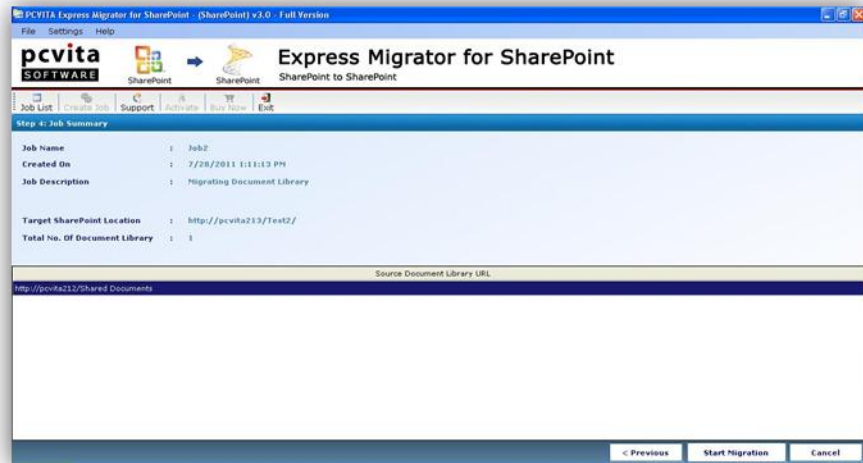 PCVITA Express Migrator for SharePoint - (SharePoint) v3.0 - Full Version
File Settings Help
pcvita
SOFTWARE
SharePoint
SharePoint
Express Migrator for SharePoint
SharePoint to SharePoint
Job List Create Job Support Activate Buy Now Exit
Step 4: Job Summary
Job Name : Job2
Created On : 7/28/2011 1:11:13 PM
Job Description : Migrating Document Library
Target SharePoint Location : http://pcvita213/Test2/
Total No. Of Document Library : 1
Source Document Library URL
http://pcvita212/Shared Documents
< Previous Start Migration Cancel